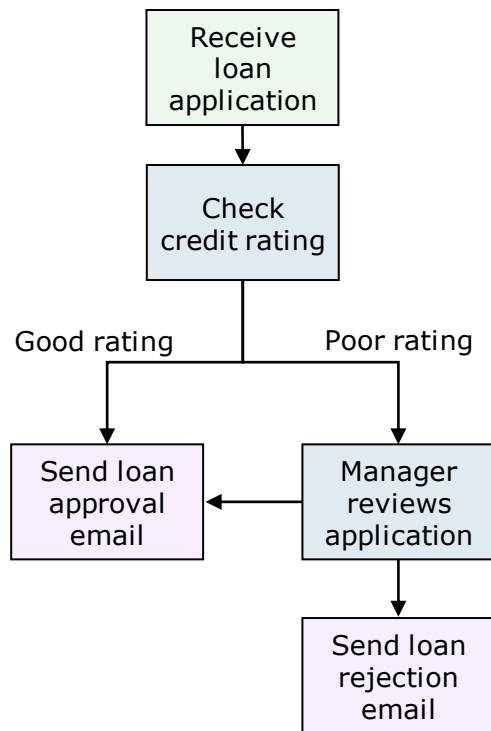 Receive
loan
application
Check
credit rating
Good rating
Poor rating
Send loan
approval
email
Manager
reviews
application
Send loan
rejection
email